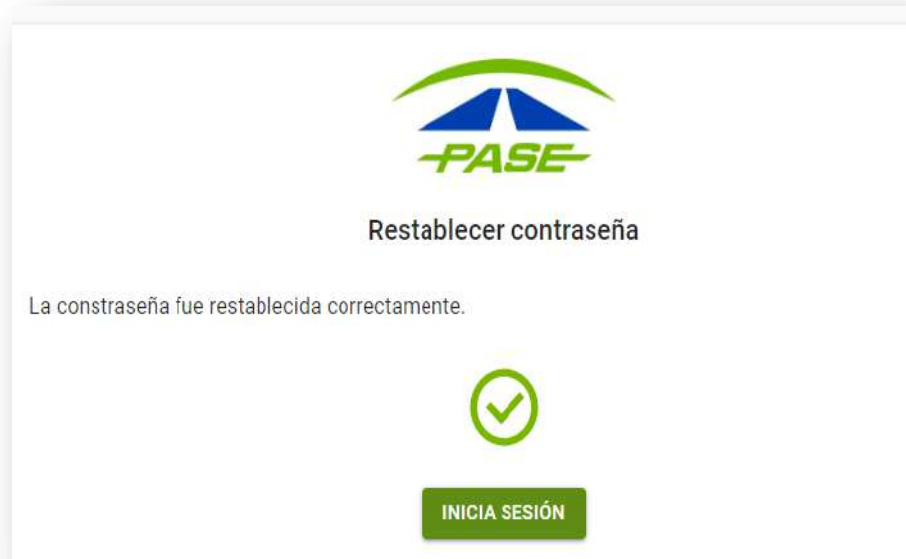 PASE
Restablecer contraseña
La constraseña fue restablecida correctamente.
INICIA SESIÓN